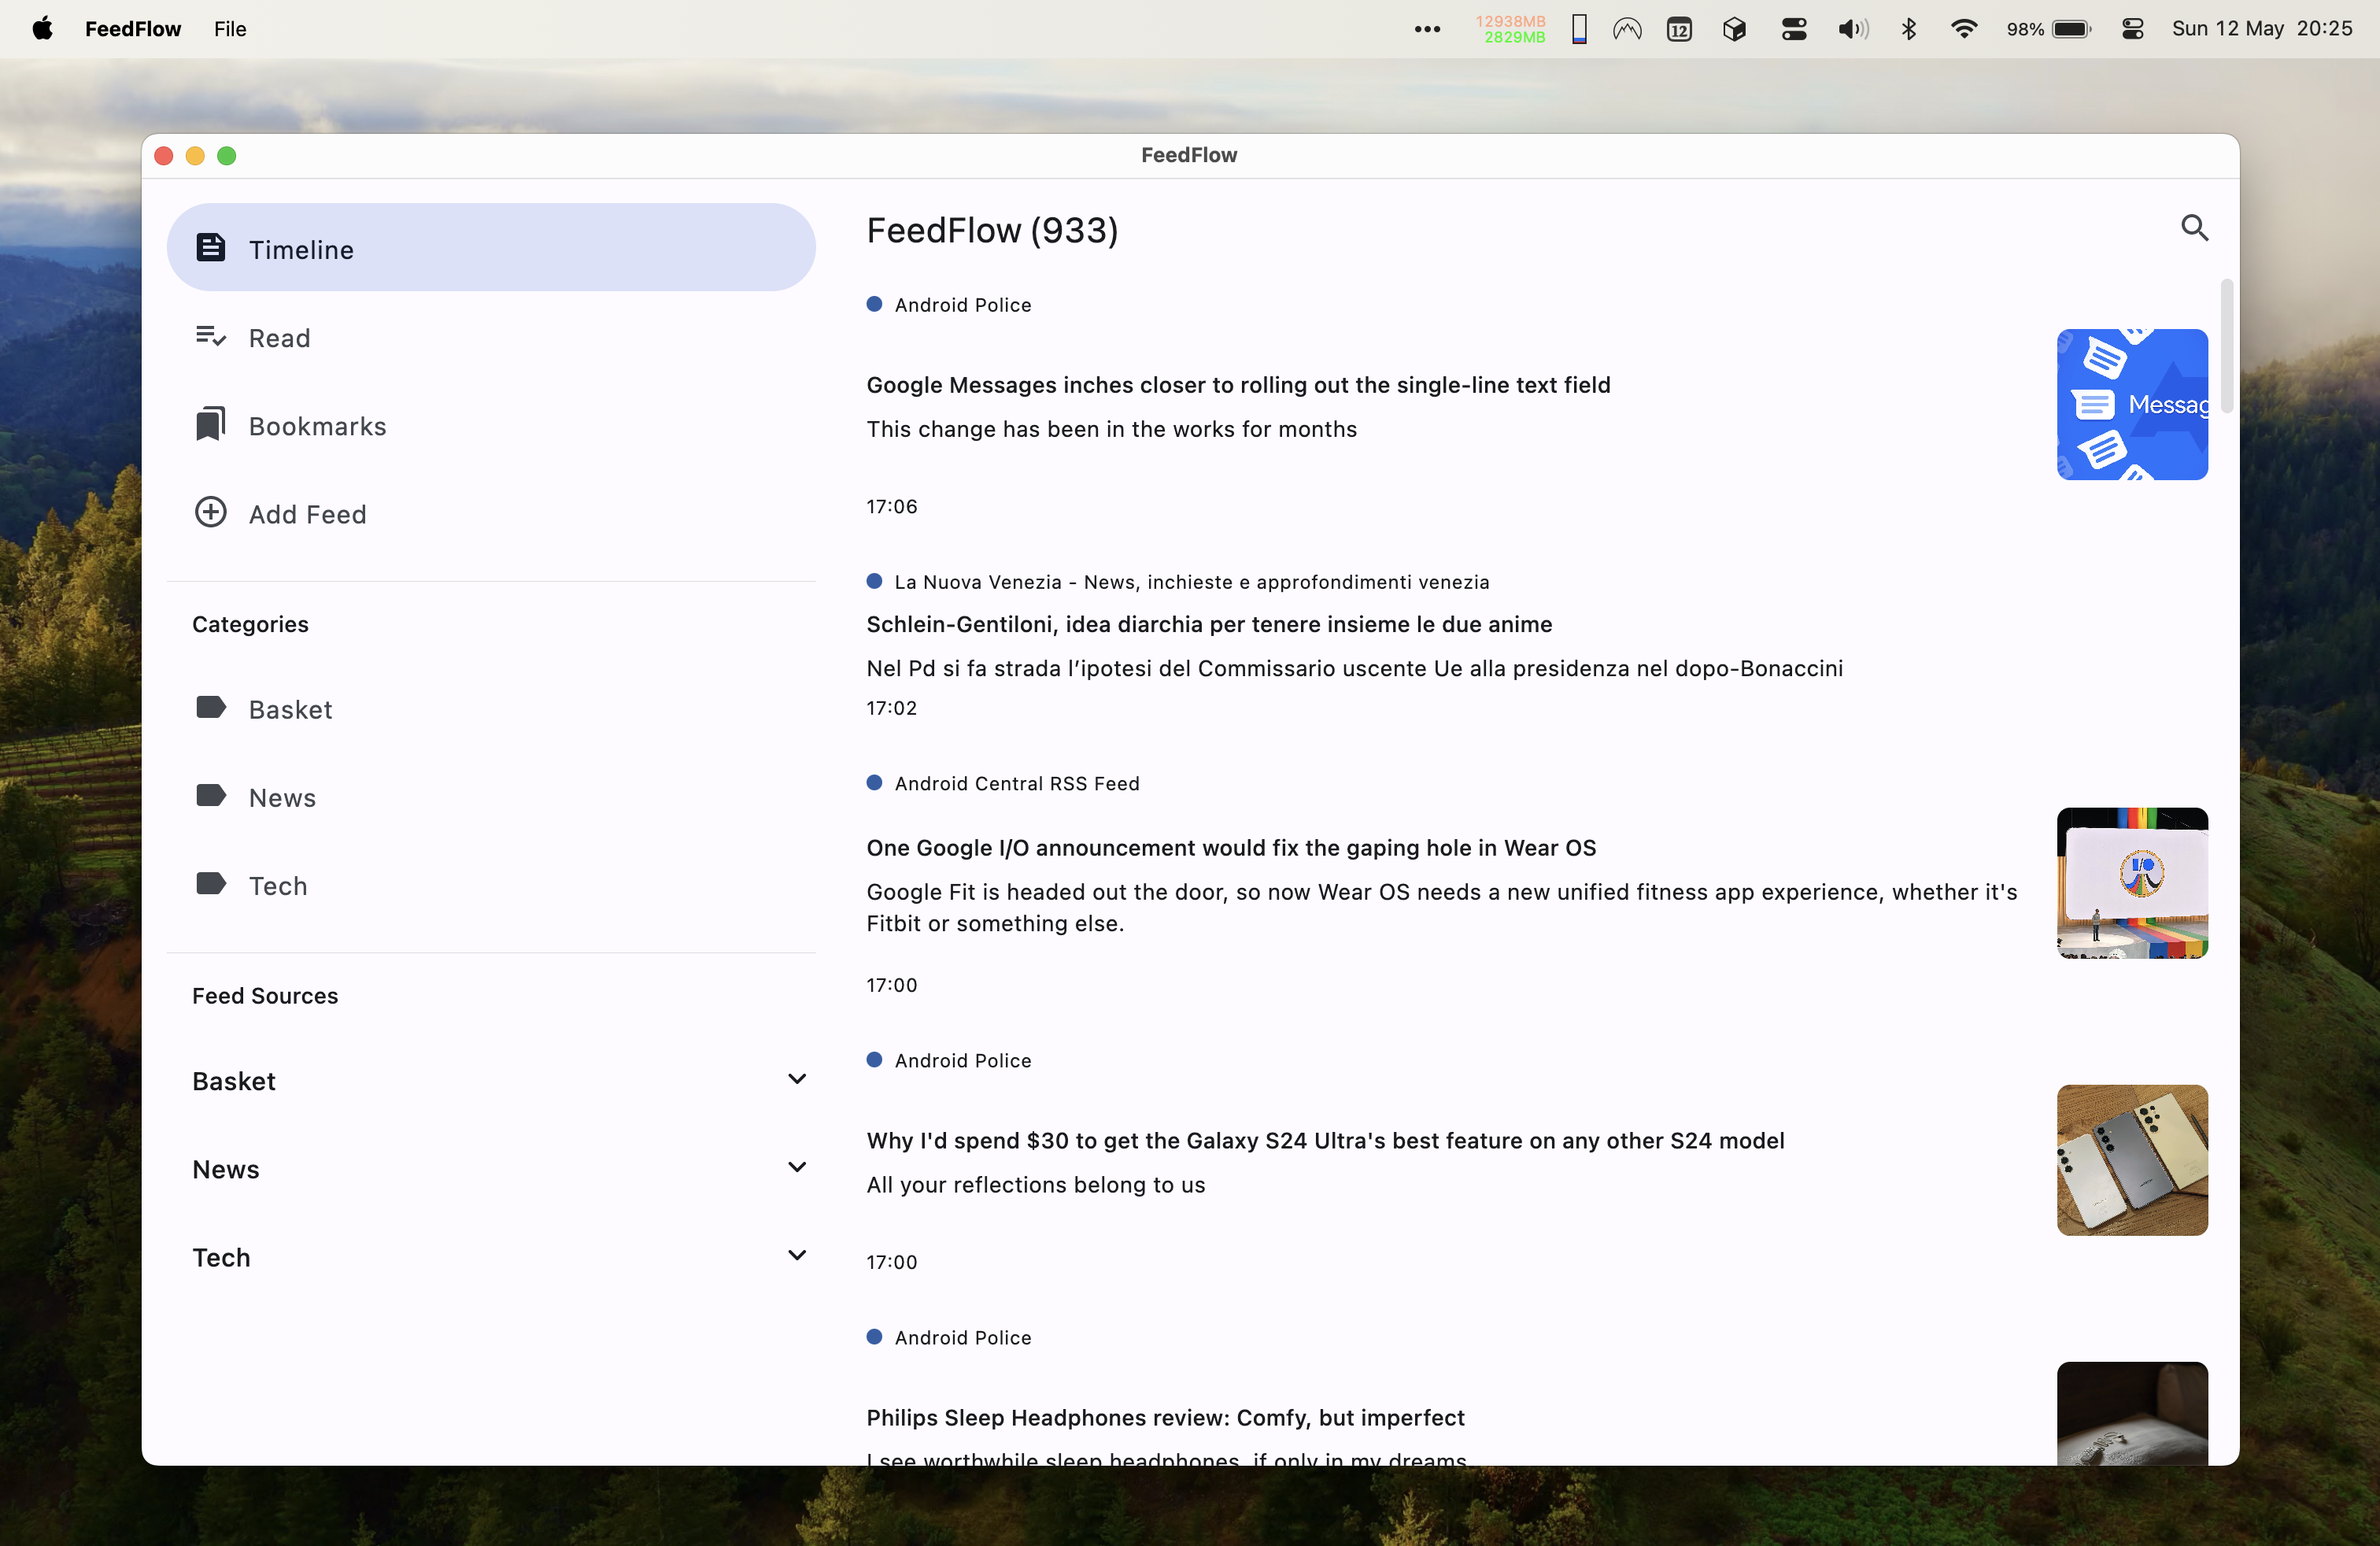 FeedFlow File
12938MB
2829MB
12
98%
Sun 12 May 20:25
FeedFlow
Timeline
Read
Bookmarks
Add Feed
Categories
Basket
News
Tech
Feed Sources
Basket
News
Tech
FeedFlow (933)
Android Police
Google Messages inches closer to rolling out the single-line text field
This change has been in the works for months
Messag
17:06
La Nuova Venezia - News, inchieste e approfondimenti venezia
Schlein-Gentiloni, idea diarchia per tenere insieme le due anime
Nel Pd si fa strada l’ipotesi del Commissario uscente Ue alla presidenza nel dopo-Bonaccini
17:02
Android Central RSS Feed
One Google I/O announcement would fix the gaping hole in Wear OS
Google Fit is headed out the door, so now Wear OS needs a new unified fitness app experience, whether it's
Fitbit or something else.
I/O
17:00
Android Police
Why I'd spend $30 to get the Galaxy S24 Ultra's best feature on any other S24 model
All your reflections belong to us
17:00
Android Police
Philips Sleep Headphones review: Comfy, but imperfect
I see worthwhile sleep headphones, if only in my dreams